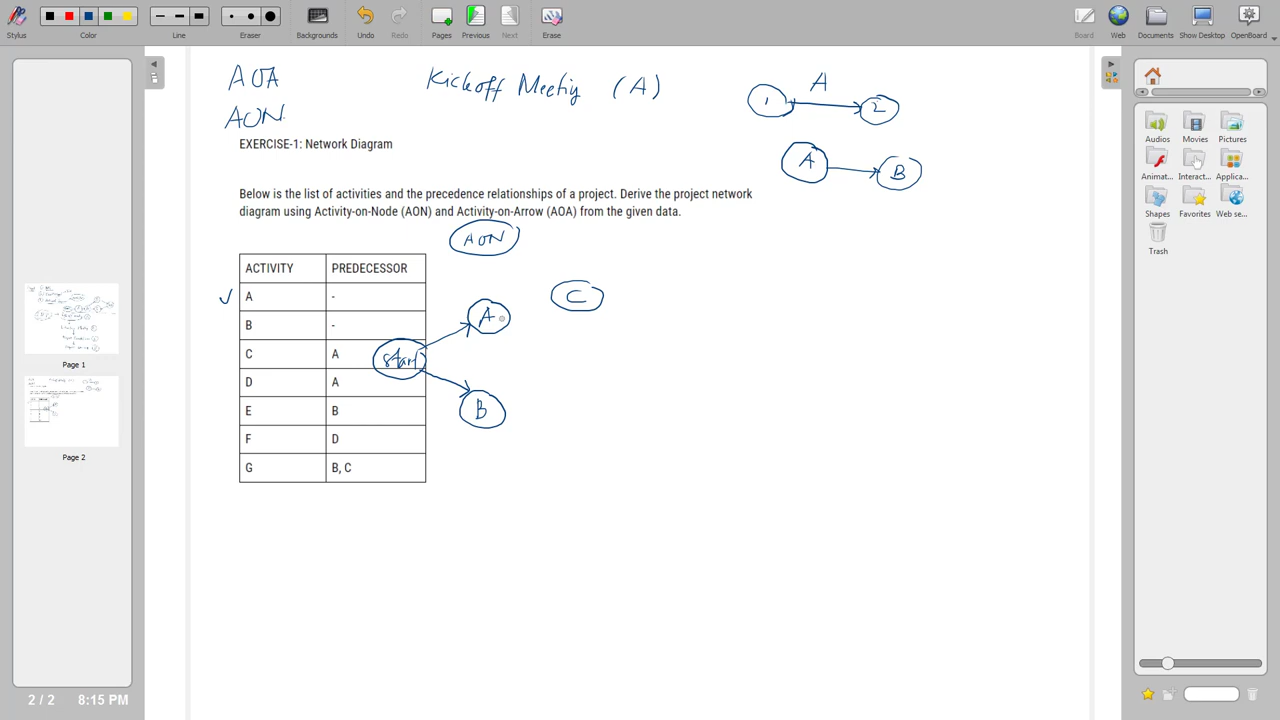 Stylus Color Line Eraser Backgrounds Undo Redo Pages Previous Next Erase Board Web Documents Show Desktop OpenBoard
AOA
Kickoff Meetig (A)
A
1 2
AON
EXERCISE-1: Network Diagram
A B
Below is the list of activities and the precedence relationships of a project. Derive the project network
diagram using Activity-on-Node (AON) and Activity-on-Arrow (AOA) from the given data.
AON
ACTIVITY PREDECESSOR
A -
B -
C A
D A
E B
F D
G B, C
C
A
start
B
Page 1
Page 2
2 / 2 8:15 PM
Audios Movies Pictures
Animat... Interact... Applica...
Shapes Favorites Web se...
Trash